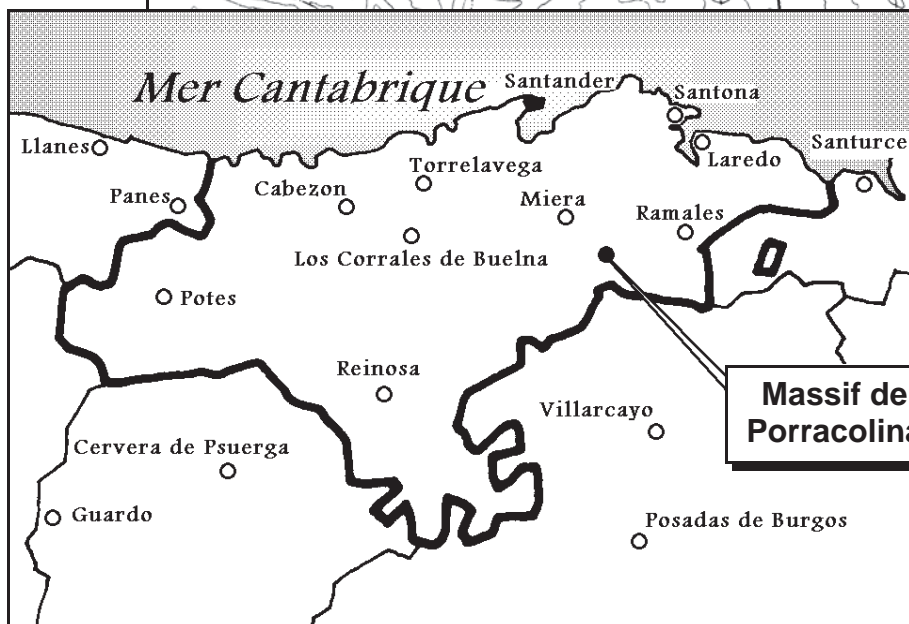 Mer Cantabrique
Santander
Santona
Llanes
Torrelavega
Laredo
Santurce
Panes
Cabezon
Miera
Ramales
Los Corrales de Buelna
Potes
Reinosa
Massif de
Porracolina
Villarcayo
Cervera de Psuerga
Guardo
Posadas de Burgos